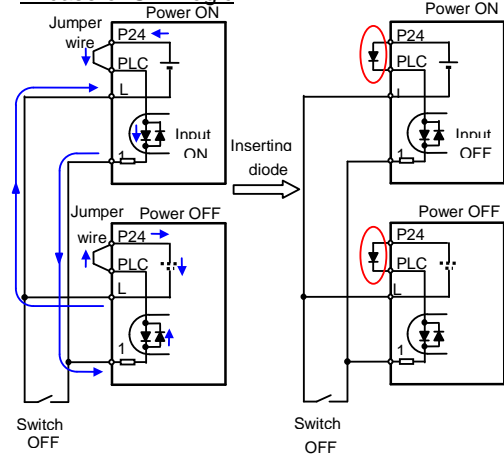 Power ON
Jumper
wire
P24
PLC
L
Input
ON
1
Jumper
wire
Power OFF
P24
PLC
L
1
Switch
OFF
Inserting
diode
Power ON
P24
PLC
L
Input
OFF
1
Power OFF
P24
PLC
L
1
Switch
OFF